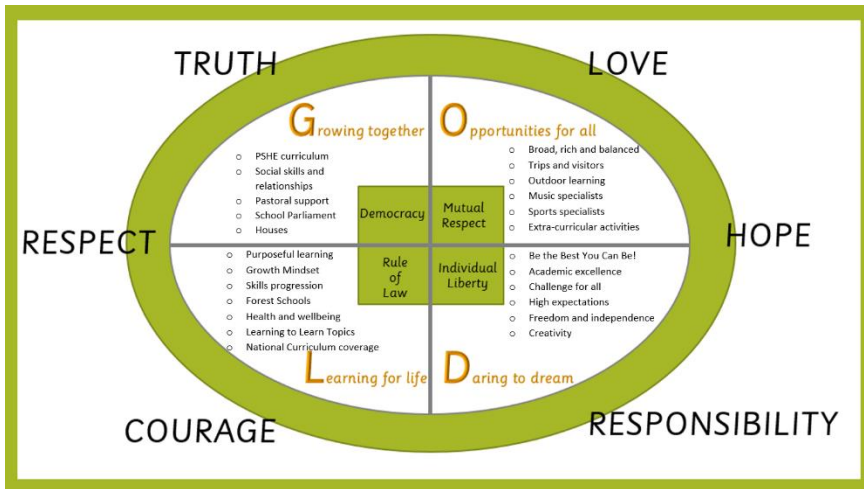 TRUTH
LOVE
Growing together
o PSHE curriculum
o Social skills and
relationships
o Pastoral support
o School Parliament
o Houses
Opportunities for all
o Broad, rich and balanced
o Trips and visitors
o Outdoor learning
o Music specialists
o Sports specialists
o Extra-curricular activities
Democracy
Mutual
Respect
RESPECT
HOPE
o Purposeful learning
o Growth Mindset
o Skills progression
o Forest Schools
o Health and wellbeing
o Learning to Learn Topics
o National Curriculum coverage
Rule
of
Law
Individual
Liberty
o Be the Best You Can Be!
o Academic excellence
o Challenge for all
o High expectations
o Freedom and independence
o Creativity
Learning for life
Daring to dream
COURAGE
RESPONSIBILITY